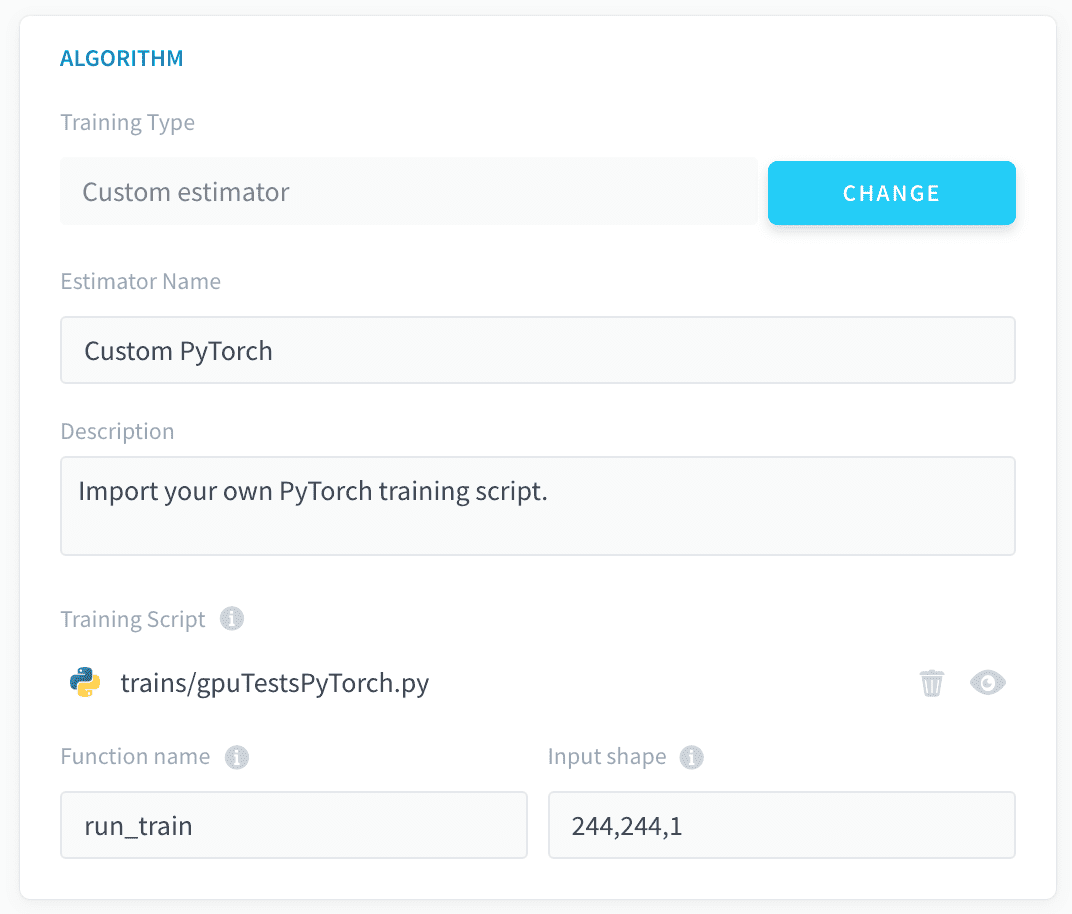 ALGORITHM
Training Type
Custom estimator
CHANGE
Estimator Name
Custom PyTorch
Description
Import your own PyTorch training script.
Training Script
trains/gpuTestsPyTorch.py
Function name
Input shape
run_train
244,244,1